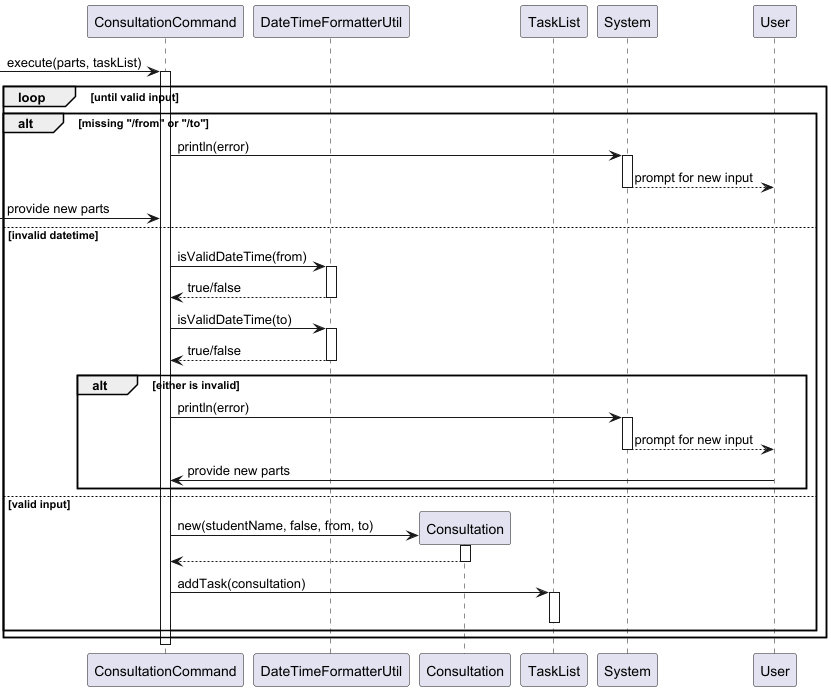 ConsultationCommand
DateTimeFormatterUtil
TaskList
System
User
execute(parts, taskList)
loop
[until valid input]
alt
[missing "/from" or "/to"]
println(error)
prompt for new input
provide new parts
[invalid datetime]
isValidDateTime(from)
true/false
isValidDateTime(to)
true/false
alt
[either is invalid]
println(error)
prompt for new input
provide new parts
[valid input]
new(studentName, false, from, to)
Consultation
addTask(consultation)
ConsultationCommand
DateTimeFormatterUtil
Consultation
TaskList
System
User